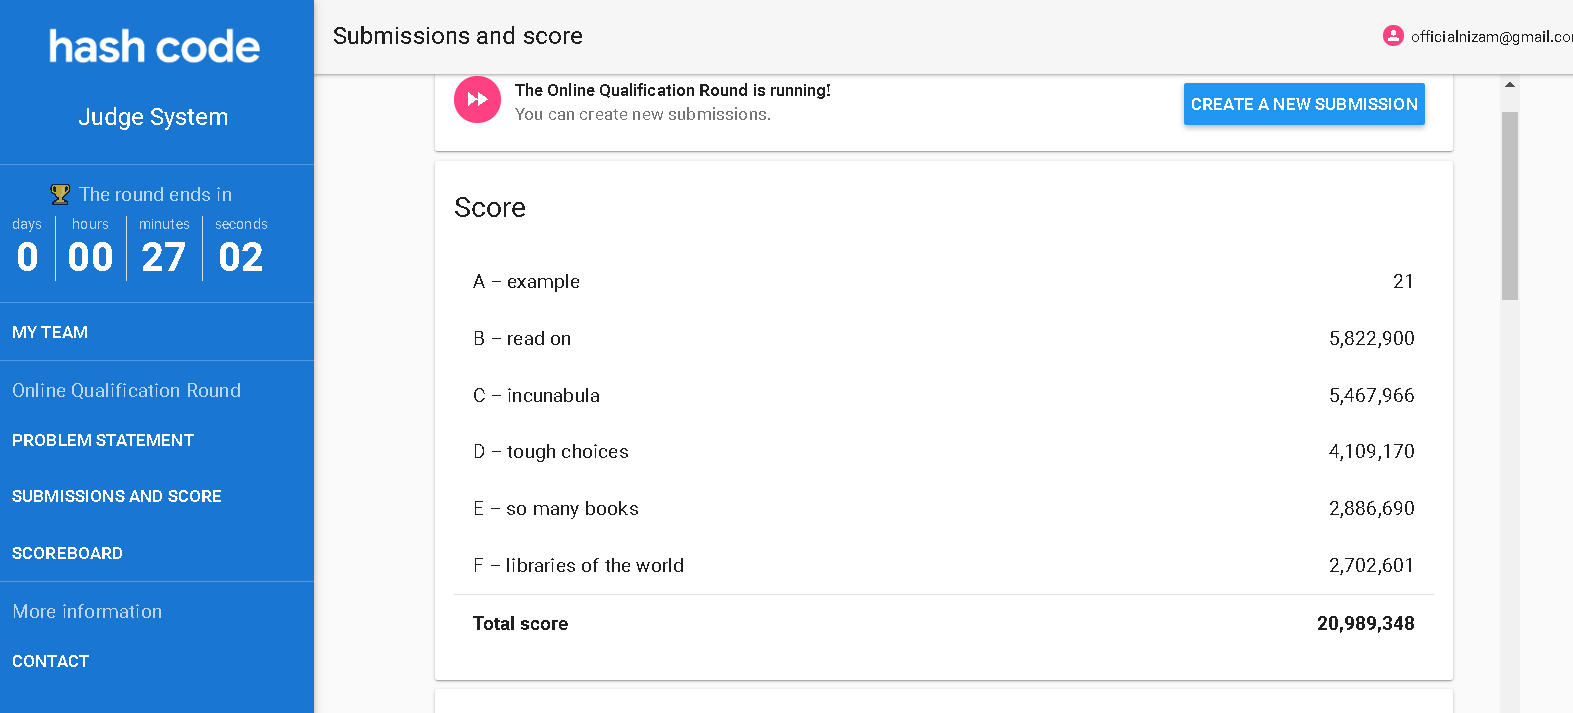 hash code
Judge System
The round ends in
days hours minutes seconds
0 00 27 02
MY TEAM
Online Qualification Round
PROBLEM STATEMENT
SUBMISSIONS AND SCORE
SCOREBOARD
More information
CONTACT
Submissions and score
officialnizam@gmail.co
The Online Qualification Round is running!
You can create new submissions.
CREATE A NEW SUBMISSION
Score
A – example 21
B – read on 5,822,900
C – incunabula 5,467,966
D – tough choices 4,109,170
E – so many books 2,886,690
F – libraries of the world 2,702,601
Total score 20,989,348